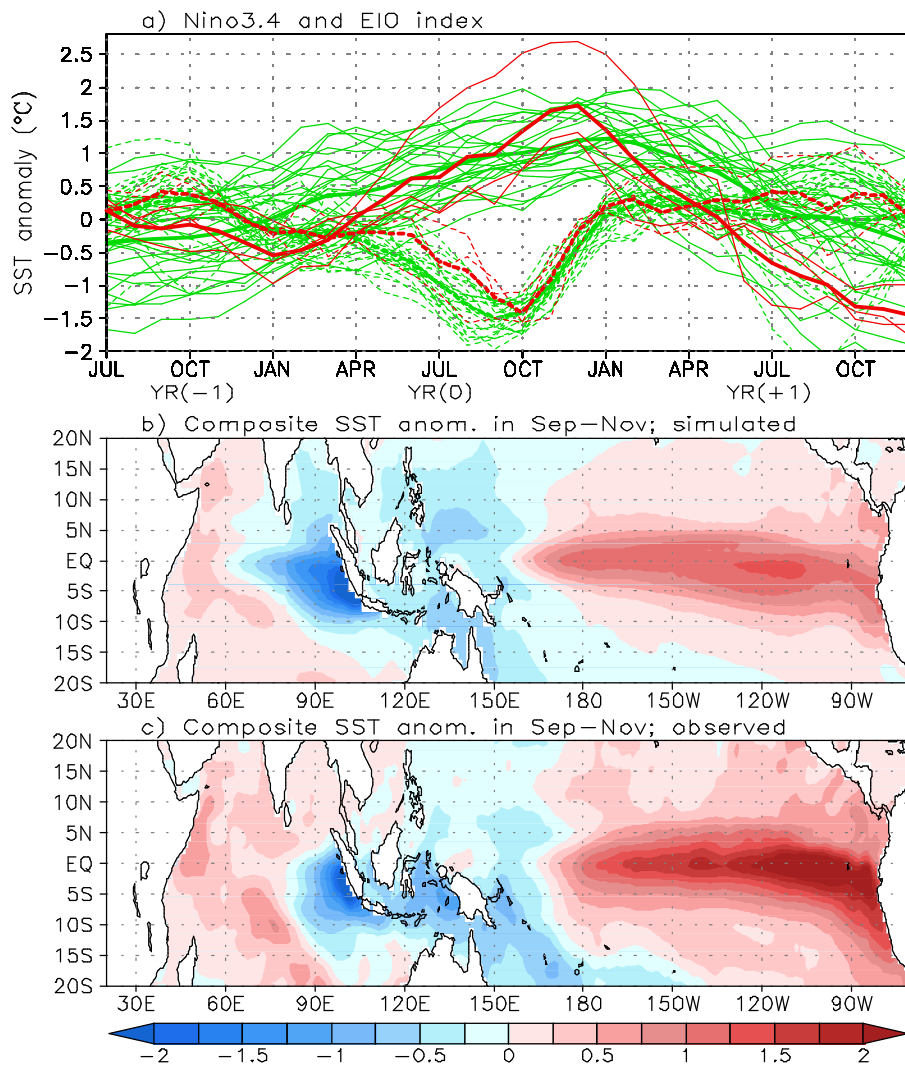 a) Nino3.4 and EIO index
SST anomaly (°C)
2.5
2
1.5
1
0.5
0
−0.5
−1
−1.5
−2
JUL OCT JAN APR JUL OCT JAN APR JUL OCT
YR(−1) YR(0) YR(+1)
b) Composite SST anom. in Sep−Nov; simulated
20N
15N
10N
5N
EQ
5S
10S
15S
20S
30E 60E 90E 120E 150E 180 150W 120W 90W
c) Composite SST anom. in Sep−Nov; observed
20N
15N
10N
5N
EQ
5S
10S
15S
20S
30E 60E 90E 120E 150E 180 150W 120W 90W
−2 −1.5 −1 −0.5 0 0.5 1 1.5 2